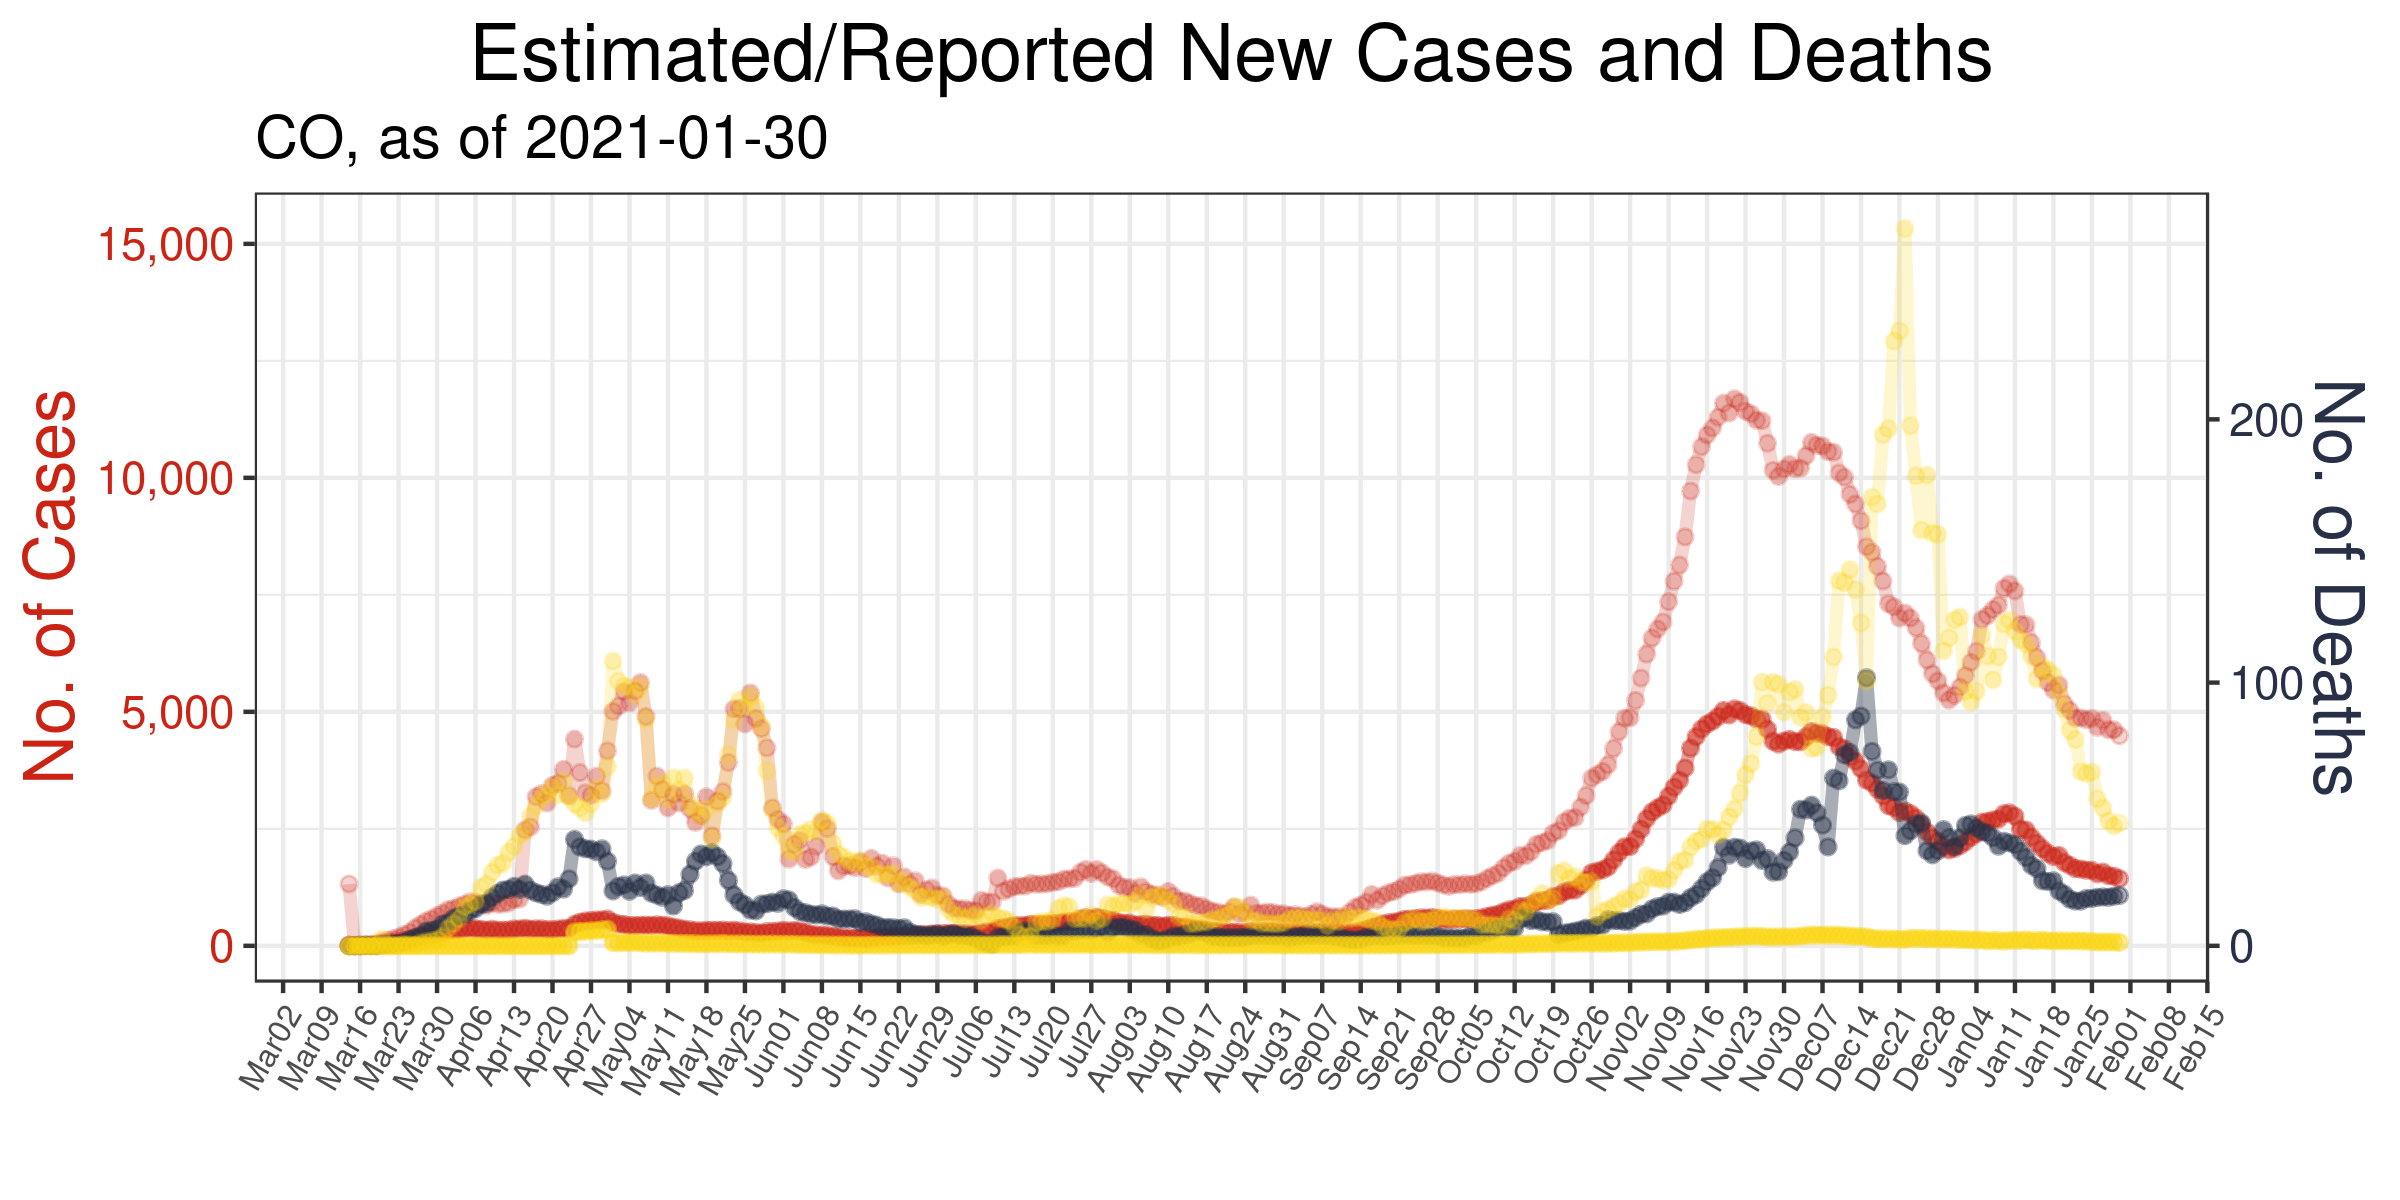 Estimated/Reported New Cases and Deaths
CO, as of 2021-01-30
No. of Cases
15,000
10,000
5,000
0
200
100
0
No. of Deaths
Mar02
Mar09
Mar16
Mar23
Mar30
Apr06
Apr13
Apr20
Apr27
May04
May11
May18
May25
Jun01
Jun08
Jun15
Jun22
Jun29
Jul06
Jul13
Jul20
Jul27
Aug03
Aug10
Aug17
Aug24
Aug31
Sep07
Sep14
Sep21
Sep28
Oct05
Oct12
Oct19
Oct26
Nov02
Nov09
Nov16
Nov23
Nov30
Dec07
Dec14
Dec21
Dec28
Jan04
Jan11
Jan18
Jan25
Feb01
Feb08
Feb15